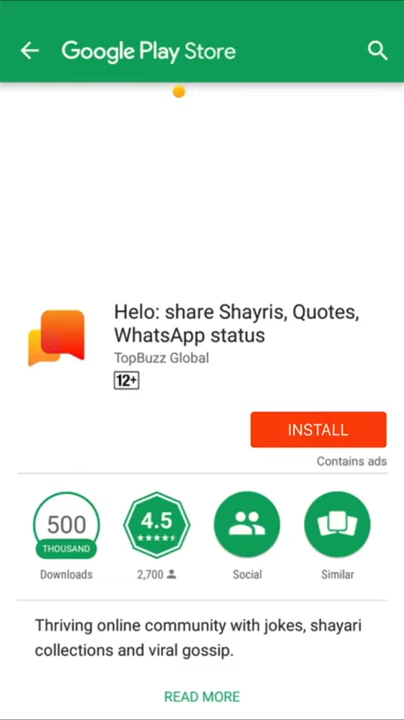 Google Play Store
Helo: share Shayris, Quotes,
WhatsApp status
TopBuzz Global
12+
INSTALL
Contains ads
500
THOUSAND
4.5
Downloads
2,700
Social
Similar
Thriving online community with jokes, shayari
collections and viral gossip.
READ MORE